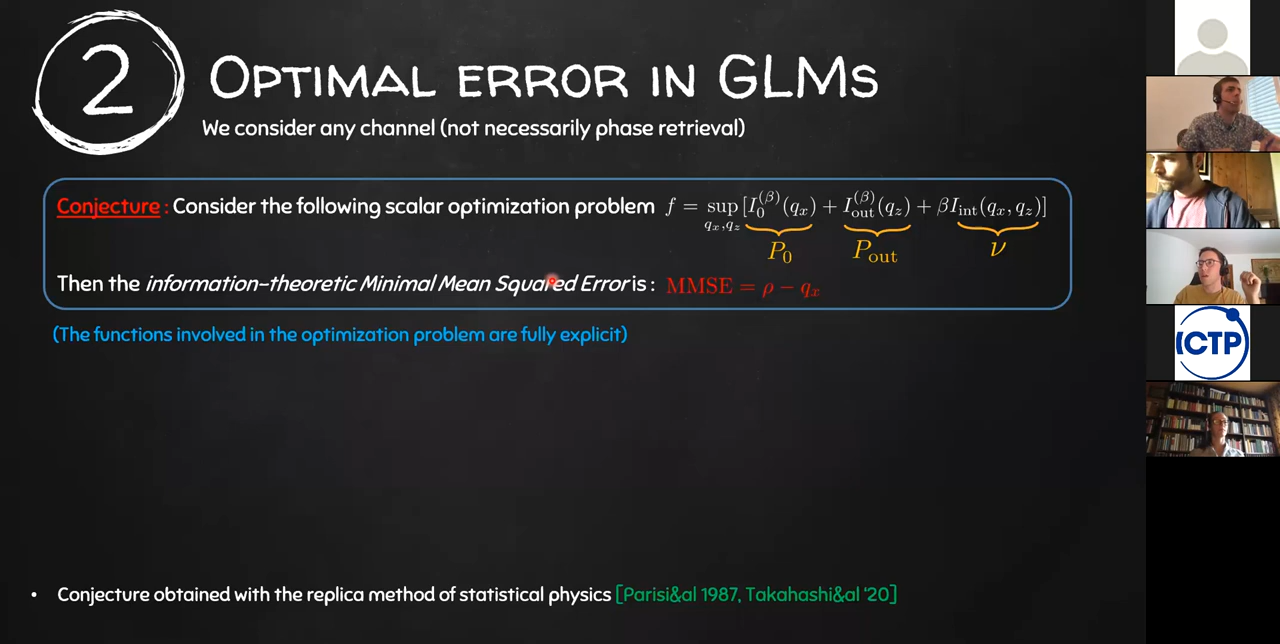 2 OPTIMAL ERROR IN GLMs
We consider any channel (not necessarily phase retrieval)
Conjecture : Consider the following scalar optimization problem f = sup_{q_x,q_z} [I_0^{(β)}(q_x) + I_out^{(β)}(q_z) + βI_int(q_x, q_z)]
P_0 P_out ν
Then the information-theoretic Minimal Mean Squared Error is : MMSE = ρ − q_x
(The functions involved in the optimization problem are fully explicit)
• Conjecture obtained with the replica method of statistical physics [Parisi&al 1987, Takahashi&al '20]
ICTP